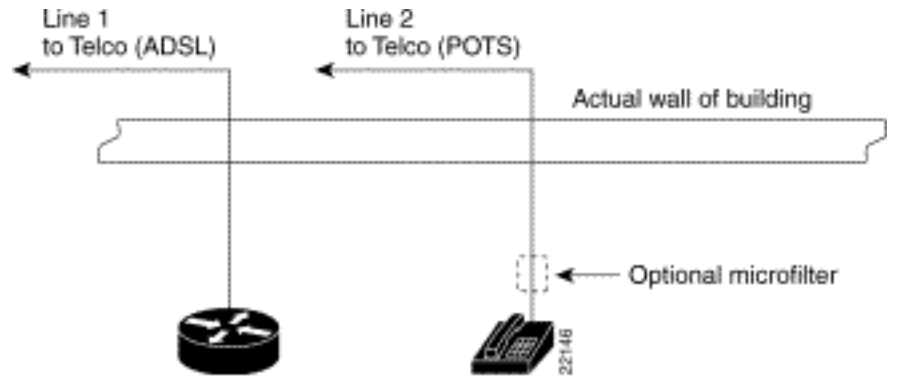 Line 1
to Telco (ADSL)
Line 2
to Telco (POTS)
Actual wall of building
Optional microfilter
22146